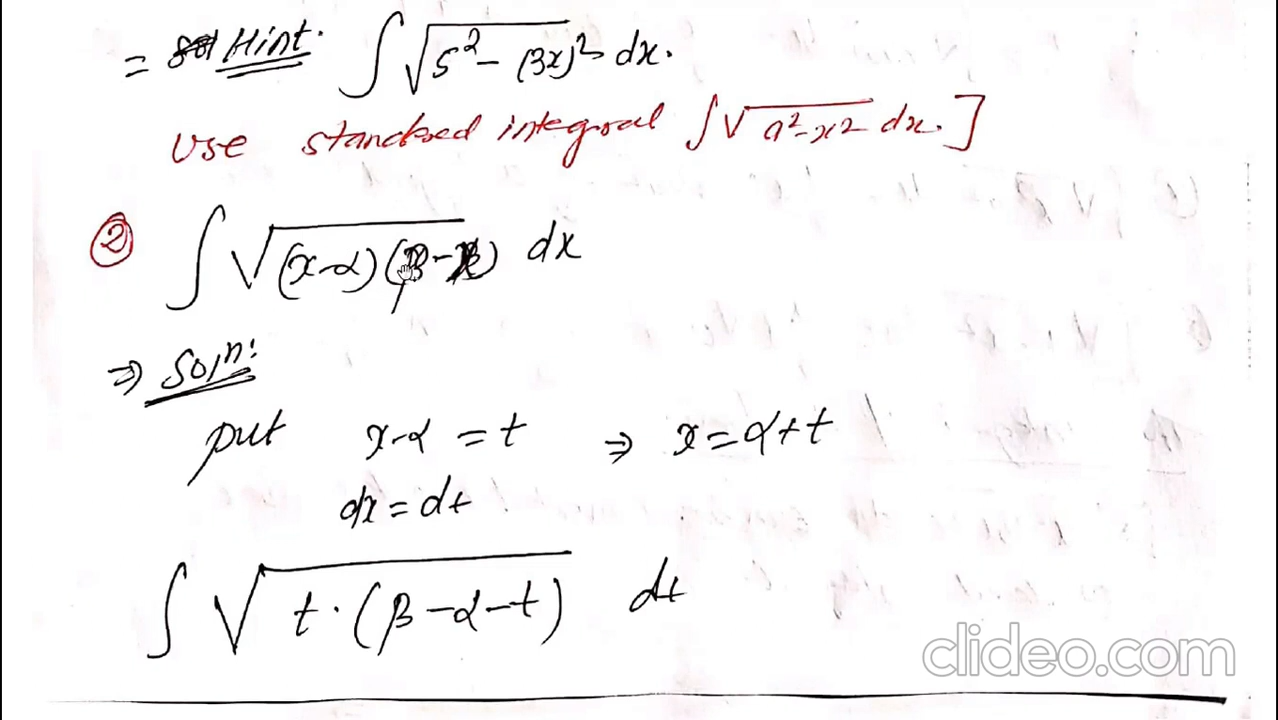 = Hint. ∫√(5² - (3x)²) dx.
Use standard integral ∫√(a²-x²) dx. ]
② ∫√((x-α)(β-x)) dx
⇒ Solⁿ:
put x-α = t ⇒ x = α+t
dx = dt
∫√(t·(β-α-t)) dt
clideo.com